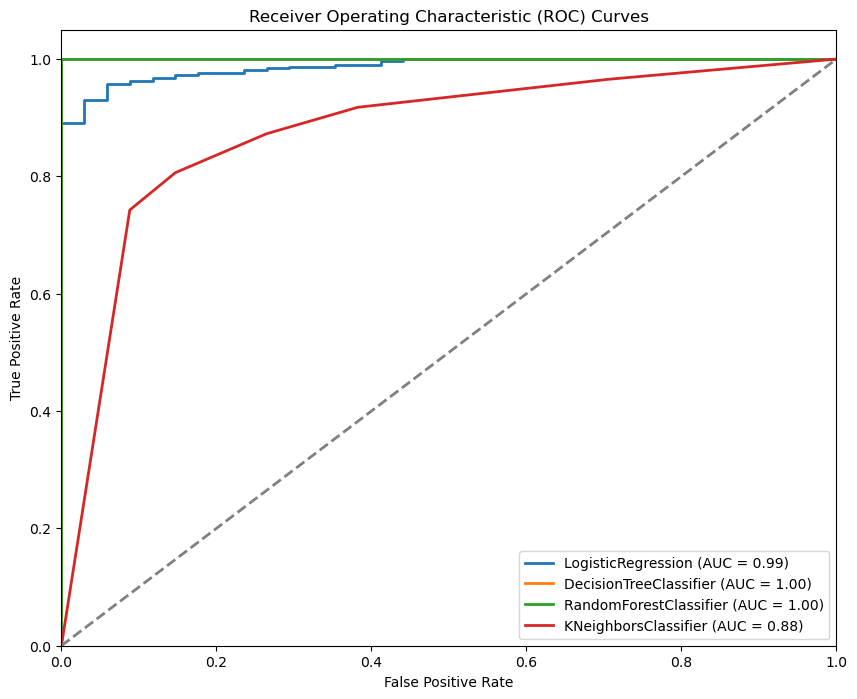 Receiver Operating Characteristic (ROC) Curves
True Positive Rate
1.0
0.8
0.6
0.4
0.2
0.0
LogisticRegression (AUC = 0.99)
DecisionTreeClassifier (AUC = 1.00)
RandomForestClassifier (AUC = 1.00)
KNeighborsClassifier (AUC = 0.88)
0.0 0.2 0.4 0.6 0.8 1.0
False Positive Rate